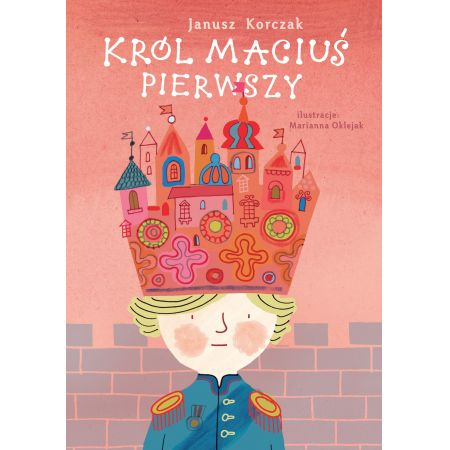 Janusz Korczak
KRÓL MACIUŚ
PIERWSZY
ilustracje:
Marianna Oklejak